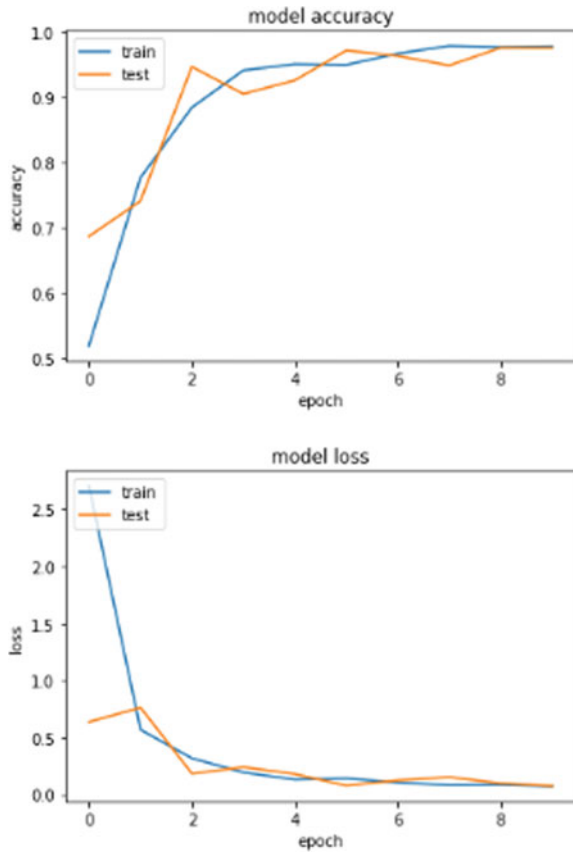 model accuracy
1.0
train
test
0.9
0.8
accuracy
0.7
0.6
0.5
0 2 4 6 8
epoch
model loss
train
test
2.5
2.0
1.5
loss
1.0
0.5
0.0
0 2 4 6 8
epoch